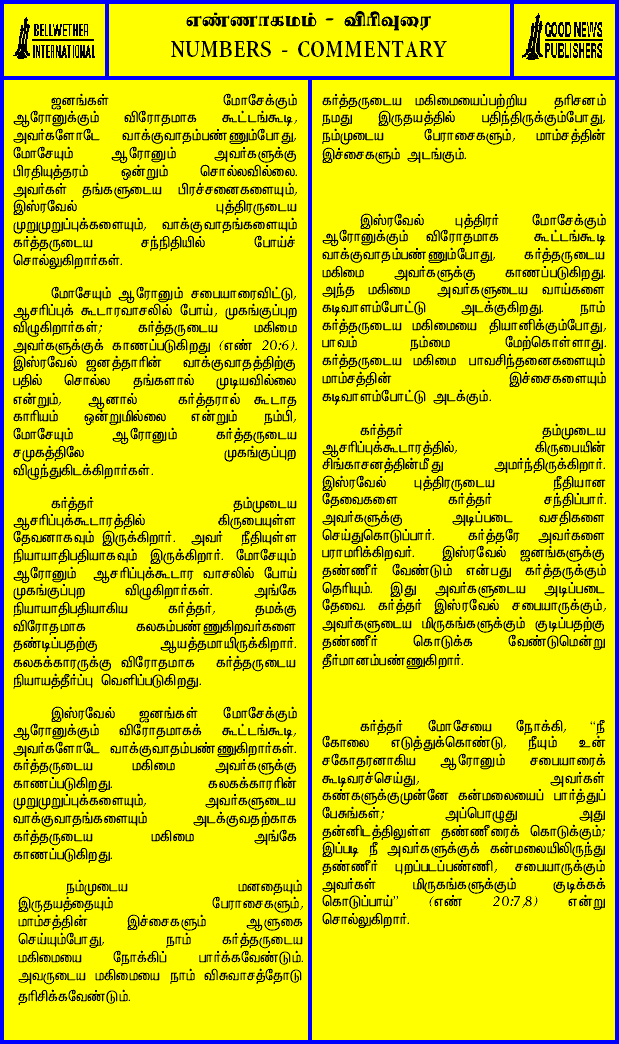 BELLWETHER
INTERNATIONAL
எண்ணாகமம் - விரிவுரை
NUMBERS - COMMENTARY
GOOD NEWS
PUBLISHERS
ஜனங்கள் மோசேக்கும்
ஆரோனுக்கும் விரோதமாக கூட்டங்கூடி,
அவர்களோடே வாக்குவாதம்பண்ணும்போது,
மோசேயும் ஆரோனும் அவர்களுக்கு
பிரதியுத்தரம் ஒன்றும் சொல்லவில்லை.
அவர்கள் தங்களுடைய பிரச்சனைகளையும்,
இஸ்ரவேல் புத்திரருடைய
முறுமுறுப்புக்களையும், வாக்குவாதங்களையும்
கர்த்தருடைய சந்நிதியில் போய்ச்
சொல்லுகிறார்கள்.
மோசேயும் ஆரோனும் சபையாரைவிட்டு,
ஆசரிப்புக் கூடாரவாசலில் போய், முகங்குப்புற
விழுகிறார்கள்; கர்த்தருடைய மகிமை
அவர்களுக்குக் காணப்படுகிறது (எண் 20:6).
இஸ்ரவேல் ஜனத்தாரின் வாக்குவாதத்திற்கு
பதில் சொல்ல தங்களால் முடியவில்லை
என்றும், ஆனால் கர்த்தரால் கூடாத
காரியம் ஒன்றுமில்லை என்றும் நம்பி,
மோசேயும் ஆரோனும் கர்த்தருடைய
சமுகத்திலே முகங்குப்புற
விழுந்துகிடக்கிறார்கள்.
கர்த்தர் தம்முடைய
ஆசரிப்புக்கூடாரத்தில் கிருபையுள்ள
தேவனாகவும் இருக்கிறார். அவர் நீதியுள்ள
நியாயாதிபதியாகவும் இருக்கிறார். மோசேயும்
ஆரோனும் ஆசரிப்புக்கூடார வாசலில் போய்
முகங்குப்புற விழுகிறார்கள். அங்கே
நியாயாதிபதியாகிய கர்த்தர், தமக்கு
விரோதமாக கலகம்பண்ணுகிறவர்களை
தண்டிப்பதற்கு ஆயத்தமாயிருக்கிறார்.
கலகக்காரருக்கு விரோதமாக கர்த்தருடைய
நியாயத்தீர்ப்பு வெளிப்படுகிறது.
இஸ்ரவேல் ஜனங்கள் மோசேக்கும்
ஆரோனுக்கும் விரோதமாகக் கூட்டங்கூடி,
அவர்களோடே வாக்குவாதம்பண்ணுகிறார்கள்.
கர்த்தருடைய மகிமை அவர்களுக்கு
காணப்படுகிறது. கலகக்காரரின்
முறுமுறுப்புக்களையும், அவர்களுடைய
வாக்குவாதங்களையும் அடக்குவதற்காக
கர்த்தருடைய மகிமை அங்கே
காணப்படுகிறது.
நம்முடைய மனதையும்
இருதயத்தையும் பேராசைகளும்,
மாம்சத்தின் இச்சைகளும் ஆளுகை
செய்யும்போது, நாம் கர்த்தருடைய
மகிமையை நோக்கிப் பார்க்கவேண்டும்.
அவருடைய மகிமையை நாம் விசுவாசத்தோடு
தரிசிக்கவேண்டும்.
கர்த்தருடைய மகிமையைப்பற்றிய தரிசனம்
நமது இருதயத்தில் பதிந்திருக்கும்போது,
நம்முடைய பேராசைகளும், மாம்சத்தின்
இச்சைகளும் அடங்கும்.
இஸ்ரவேல் புத்திரர் மோசேக்கும்
ஆரோனுக்கும் விரோதமாக கூட்டங்கூடி
வாக்குவாதம்பண்ணும்போது, கர்த்தருடைய
மகிமை அவர்களுக்கு காணப்படுகிறது.
அந்த மகிமை அவர்களுடைய வாய்களை
கடிவாளம்போட்டு அடக்குகிறது. நாம்
கர்த்தருடைய மகிமையை தியானிக்கும்போது,
பாவம் நம்மை மேற்கொள்ளாது.
கர்த்தருடைய மகிமை பாவசிந்தனைகளையும்
மாம்சத்தின் இச்சைகளையும்
கடிவாளம்போட்டு அடக்கும்.
கர்த்தர் தம்முடைய
ஆசரிப்புக்கூடாரத்தில், கிருபையின்
சிங்காசனத்தின்மீது அமர்ந்திருக்கிறார்.
இஸ்ரவேல் புத்திரருடைய நீதியான
தேவைகளை கர்த்தர் சந்திப்பார்.
அவர்களுக்கு அடிப்படை வசதிகளை
செய்துகொடுப்பார். கர்த்தரே அவர்களை
பராமரிக்கிறவர். இஸ்ரவேல் ஜனங்களுக்கு
தண்ணீர் வேண்டும் என்பது கர்த்தருக்கும்
தெரியும். இது அவர்களுடைய அடிப்படை
தேவை. கர்த்தர் இஸ்ரவேல் சபையாருக்கும்,
அவர்களுடைய மிருகங்களுக்கும் குடிப்பதற்கு
தண்ணீர் கொடுக்க வேண்டுமென்று
தீர்மானம்பண்ணுகிறார்.
கர்த்தர் மோசேயை நோக்கி, “நீ
கோலை எடுத்துக்கொண்டு, நீயும் உன்
சகோதரனாகிய ஆரோனும் சபையாரைக்
கூடிவரச்செய்து, அவர்கள்
கண்களுக்குமுன்னே கன்மலையைப் பார்த்துப்
பேசுங்கள்; அப்பொழுது அது
தன்னிடத்திலுள்ள தண்ணீரைக் கொடுக்கும்;
இப்படி நீ அவர்களுக்குக் கன்மலையிலிருந்து
தண்ணீர் புறப்படப்பண்ணி, சபையாருக்கும்
அவர்கள் மிருகங்களுக்கும் குடிக்கக்
கொடுப்பாய்” (எண் 20:7,8) என்று
சொல்லுகிறார்.